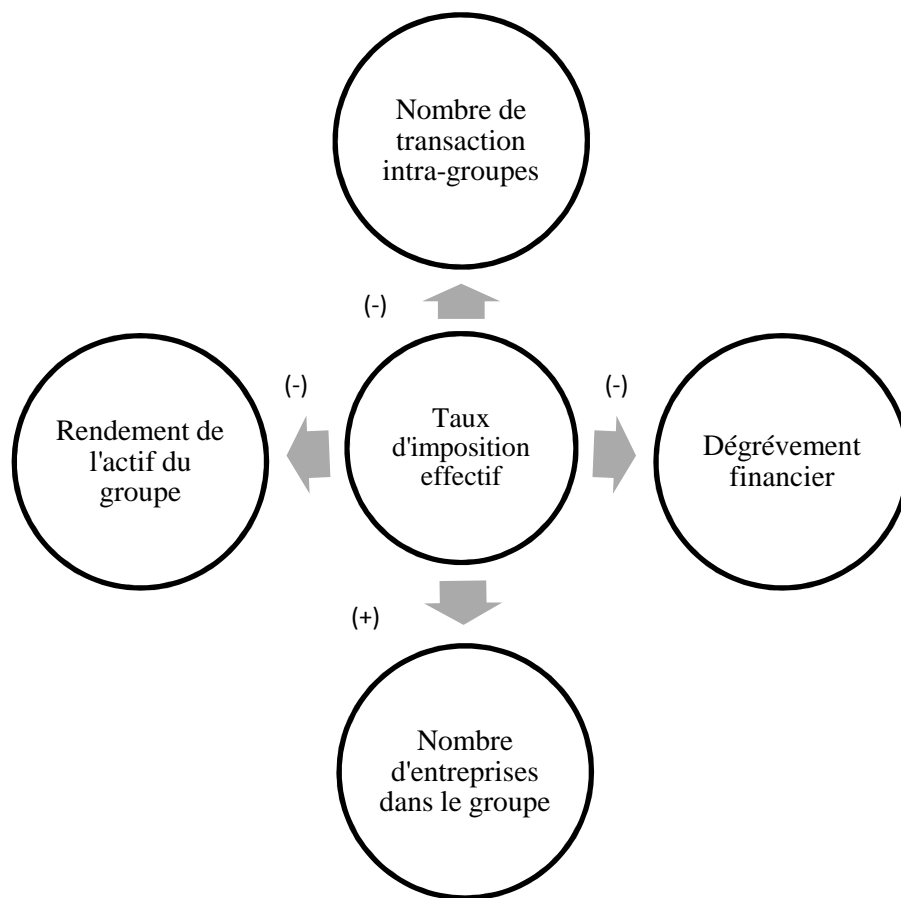 Nombre de
transaction
intra-groupes
(-)
Rendement de
l'actif du
groupe
(-)
Taux
d'imposition
effectif
(-)
Dégrévement
financier
(+)
Nombre
d'entreprises
dans le groupe